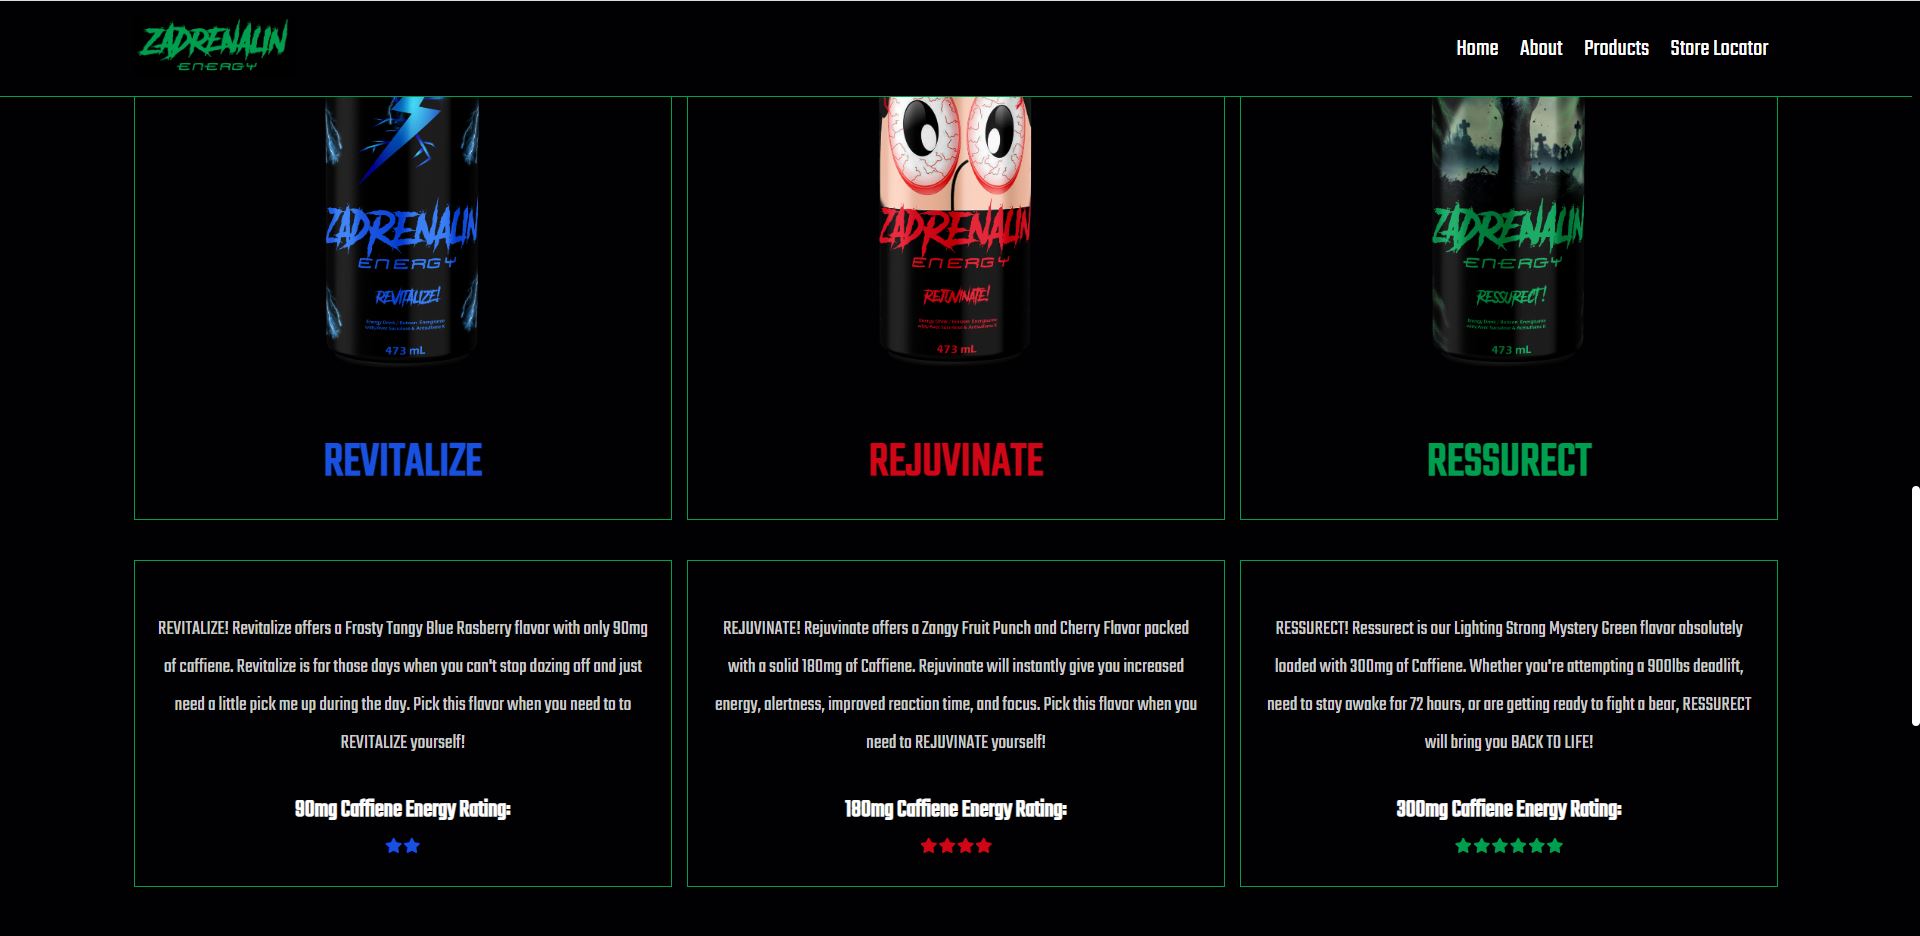 ZADRENALIN
ENERGY
Home About Products Store Locator
ZADRENALIN
ENERGY
REVITALIZE!
473 mL
ZADRENALIN
ENERGY
REJUVINATE!
473 mL
ZADRENALIN
ENERGY
RESSURECT!
473 mL
REVITALIZE
REJUVINATE
RESSURECT
REVITALIZE! Revitalize offers a Frosty Tangy Blue Rasberry flavor with only 90mg
of caffiene. Revitalize is for those days when you can't stop dozing off and just
need a little pick me up during the day. Pick this flavor when you need to to
REVITALIZE yourself!
90mg Caffiene Energy Rating:
REJUVINATE! Rejuvinate offers a Zangy Fruit Punch and Cherry Flavor packed
with a solid 180mg of Caffiene. Rejuvinate will instantly give you increased
energy, alertness, improved reaction time, and focus. Pick this flavor when you
need to REJUVINATE yourself!
180mg Caffiene Energy Rating:
RESSURECT! Ressurect is our Lighting Strong Mystery Green flavor absolutely
loaded with 300mg of Caffiene. Whether you're attempting a 900lbs deadlift,
need to stay awake for 72 hours, or are getting ready to fight a bear, RESSURECT
will bring you BACK TO LIFE!
300mg Caffiene Energy Rating: